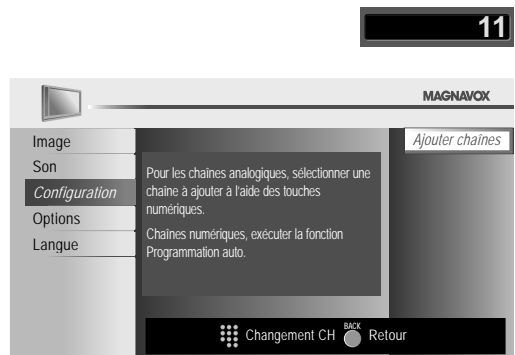 11
MAGNAVOX
Image
Son
Configuration
Options
Langue
Ajouter chaînes
Pour les chaînes analogiques, sélectionner une
chaîne à ajouter à l'aide des touches
numériques.
Chaînes numériques, exécuter la fonction
Programmation auto.
Changement CH BACK Retour